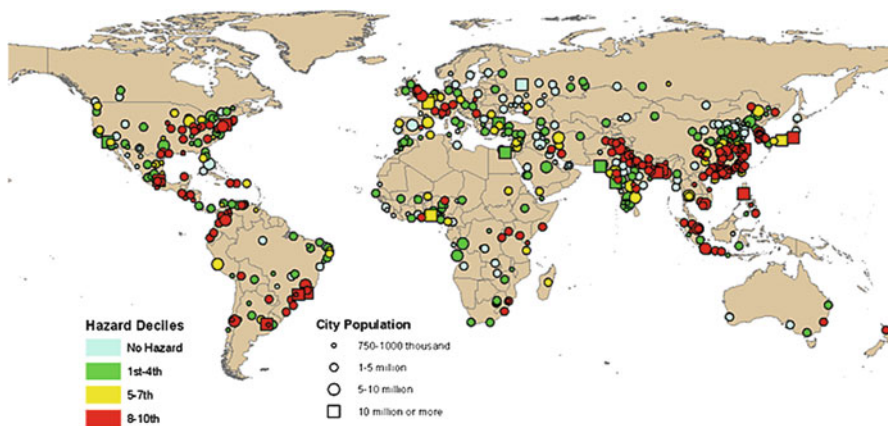 Hazard Deciles
No Hazard
1st-4th
5-7th
8-10th
City Population
750-1000 thousand
1-5 million
5-10 million
10 million or more